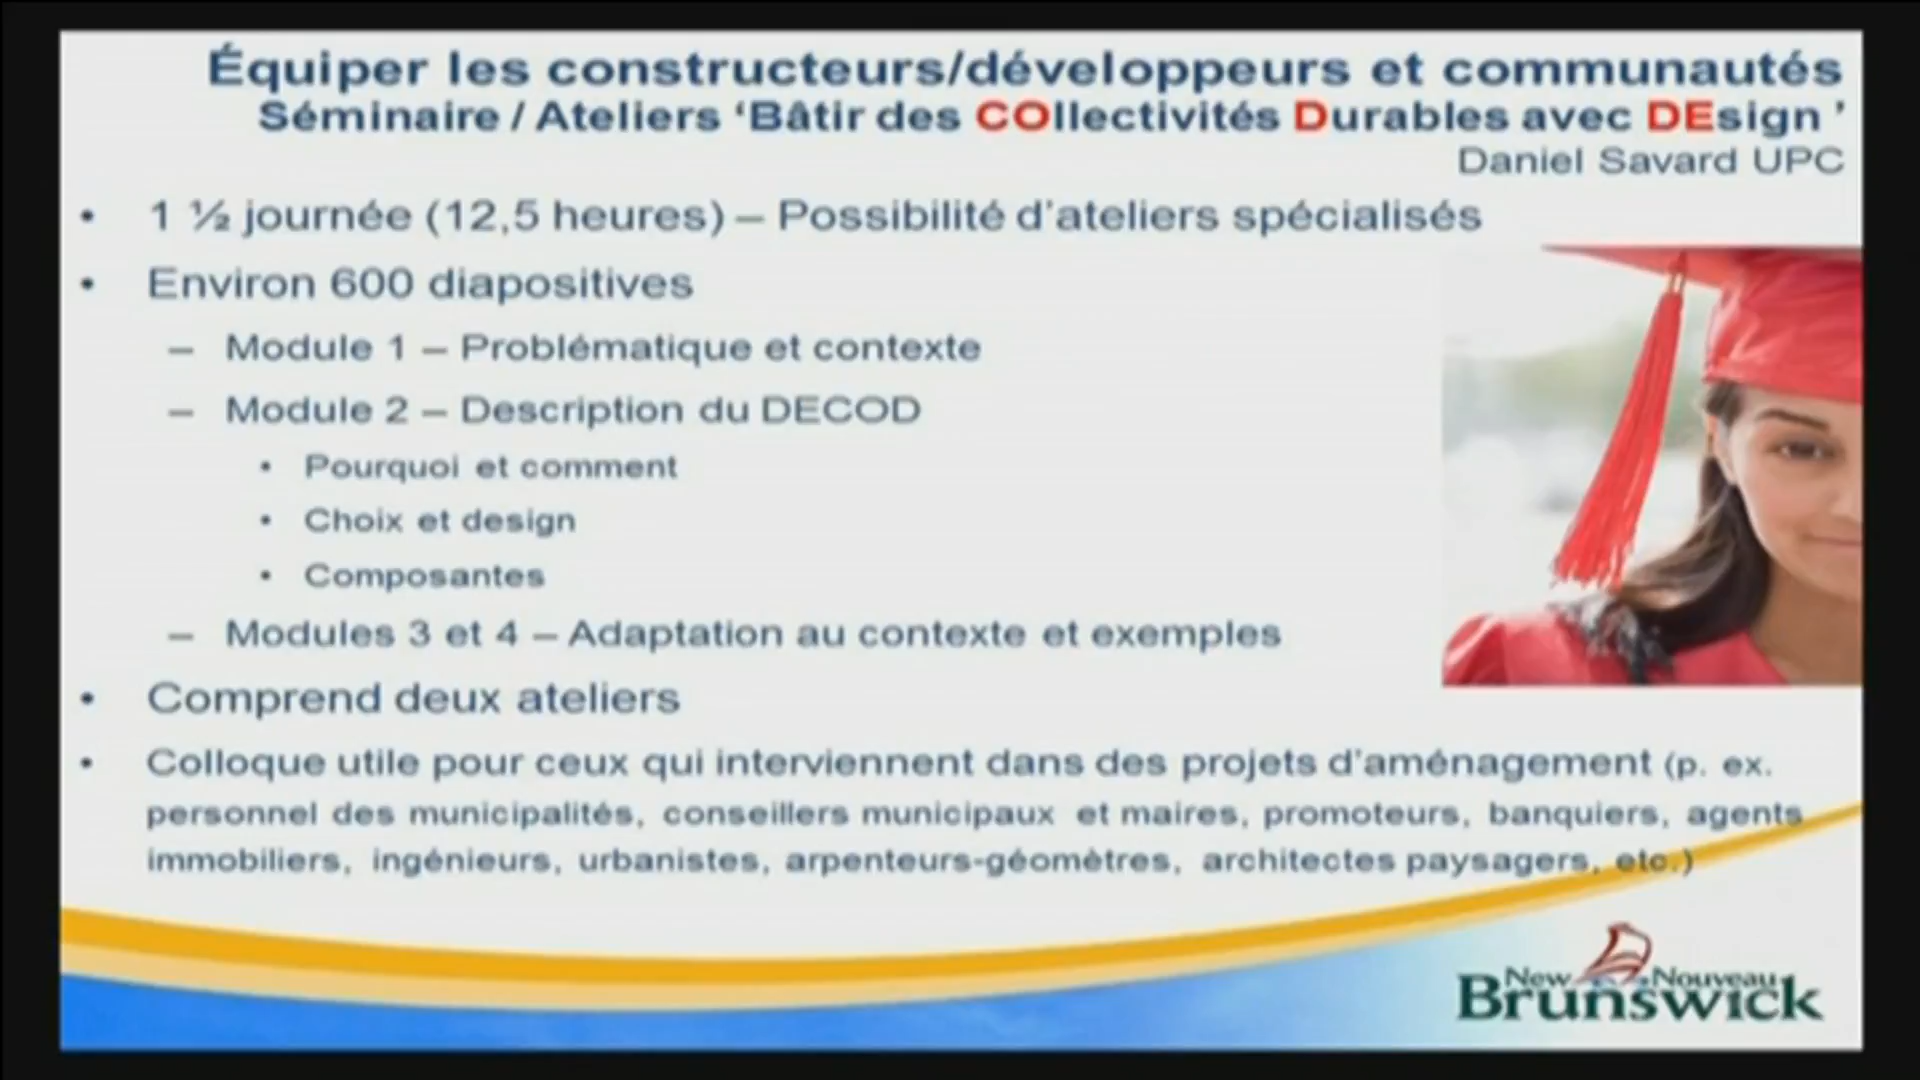 Équiper les constructeurs/développeurs et communautés
Séminaire / Ateliers ‘Bâtir des COllectivités Durables avec DEsign ’
Daniel Savard UPC
• 1 ½ journée (12,5 heures) – Possibilité d’ateliers spécialisés
• Environ 600 diapositives
– Module 1 – Problématique et contexte
– Module 2 – Description du DECOD
• Pourquoi et comment
• Choix et design
• Composantes
– Modules 3 et 4 – Adaptation au contexte et exemples
• Comprend deux ateliers
• Colloque utile pour ceux qui interviennent dans des projets d’aménagement (p. ex.
personnel des municipalités, conseillers municipaux et maires, promoteurs, banquiers, agents
immobiliers, ingénieurs, urbanistes, arpenteurs-géomètres, architectes paysagers, etc.)
New Nouveau
Brunswick